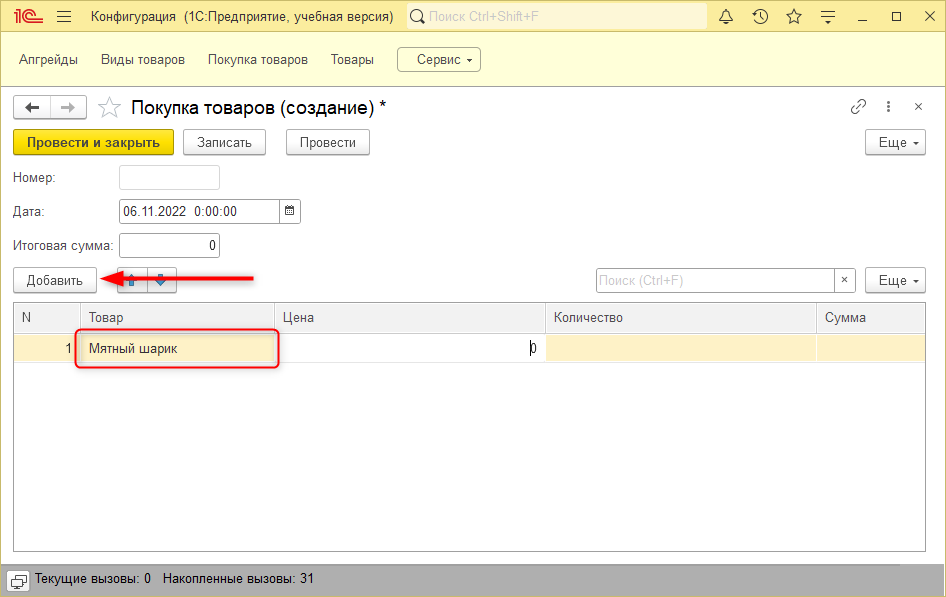 1С Конфигурация (1С:Предприятие, учебная версия) Поиск Ctrl+Shift+F
Апгрейды Виды товаров Покупка товаров Товары Сервис
Покупка товаров (создание) *
Провести и закрыть Записать Провести Еще
Номер:
Дата: 06.11.2022 0:00:00
Итоговая сумма: 0
Добавить Поиск (Ctrl+F) × Еще
N Товар Цена Количество Сумма
1 Мятный шарик 0
Текущие вызовы: 0 Накопленные вызовы: 31